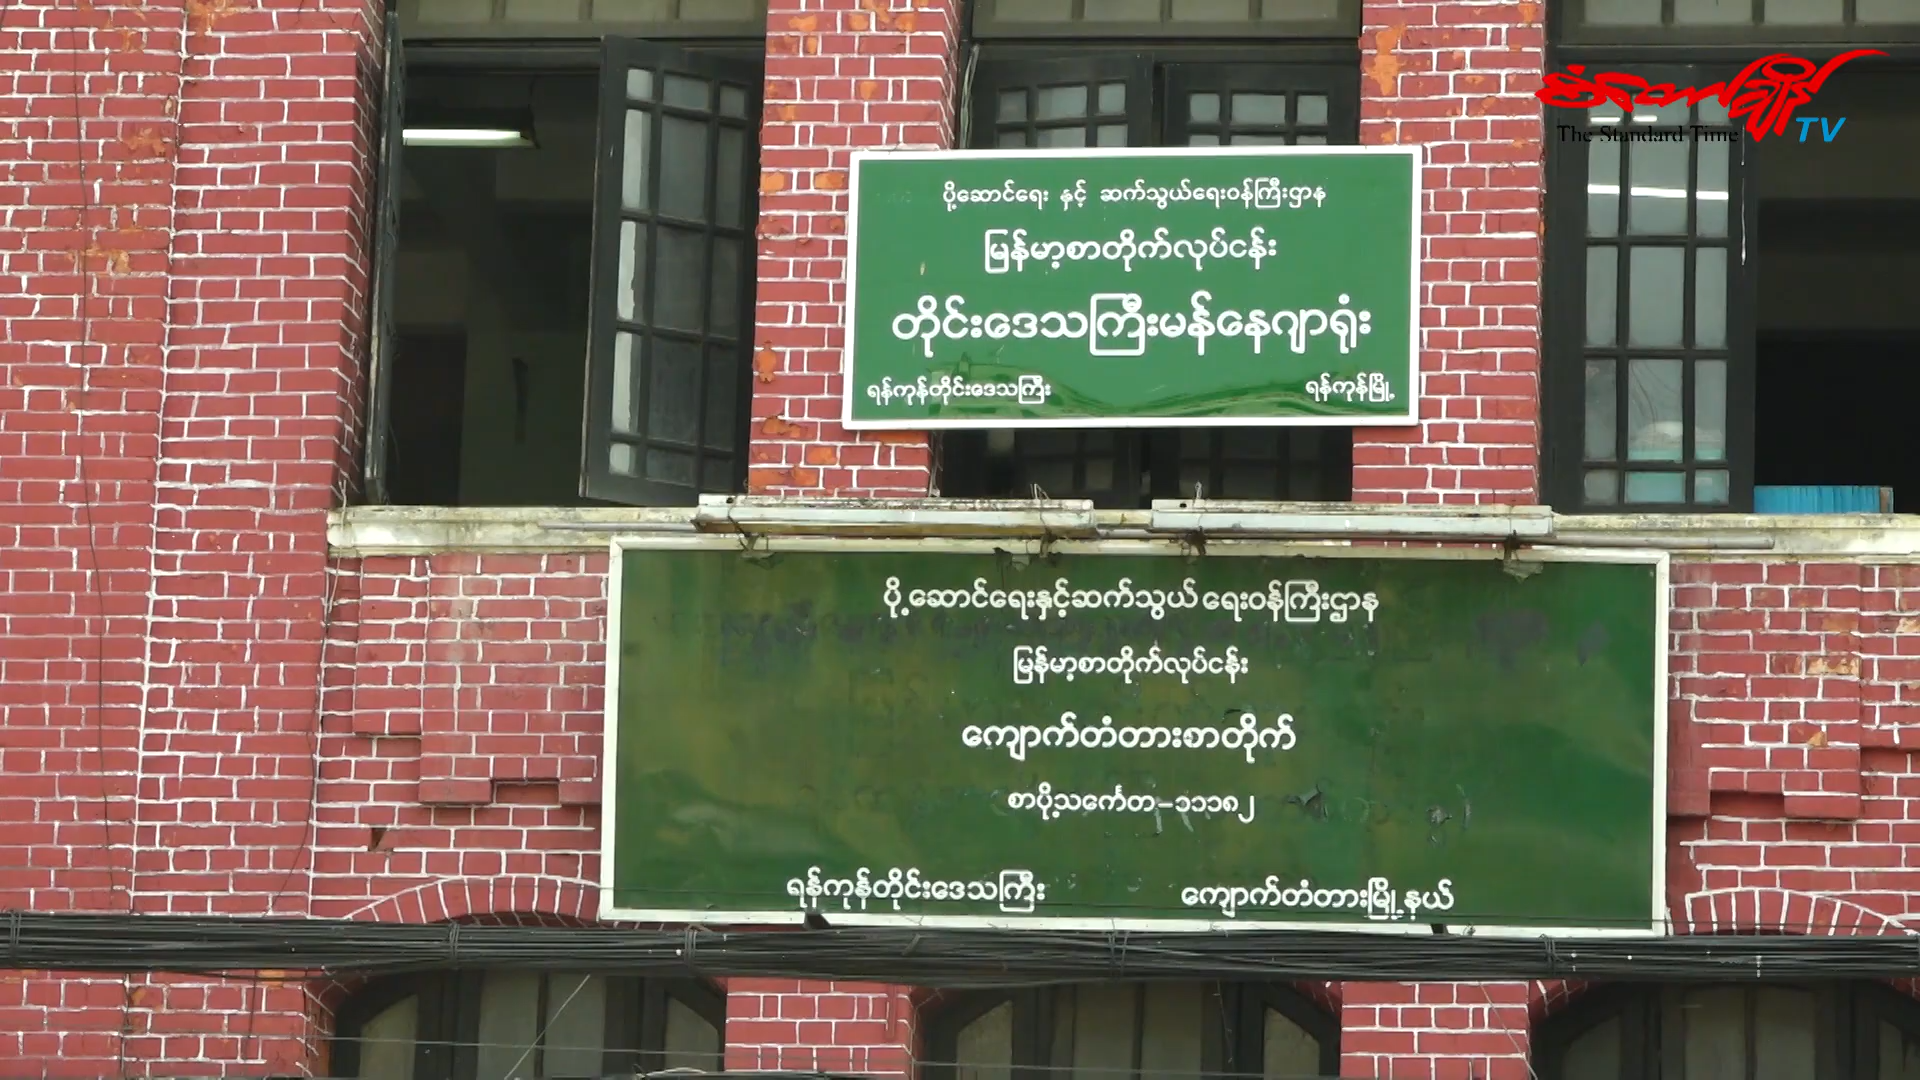 စံတော်ချိန်
The Standard Time TV
ပို့ဆောင်ရေး နှင့် ဆက်သွယ်ရေးဝန်ကြီးဌာန
မြန်မာ့စာတိုက်လုပ်ငန်း
တိုင်းဒေသကြီးမန်နေဂျာရုံး
ရန်ကုန်တိုင်းဒေသကြီး ရန်ကုန်မြို့
ပို့ဆောင်ရေးနှင့်ဆက်သွယ်ရေးဝန်ကြီးဌာန
မြန်မာ့စာတိုက်လုပ်ငန်း
ကျောက်တံတားစာတိုက်
စာပို့သင်္ကေတ-၁၁၁၈၂
ရန်ကုန်တိုင်းဒေသကြီး ကျောက်တံတားမြို့နယ်